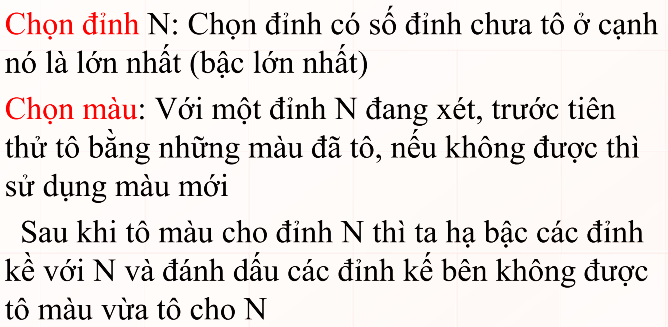 Chọn đỉnh N: Chọn đỉnh có số đỉnh chưa tô ở cạnh
nó là lớn nhất (bậc lớn nhất)
Chọn màu: Với một đỉnh N đang xét, trước tiên
thử tô bằng những màu đã tô, nếu không được thì
sử dụng màu mới
Sau khi tô màu cho đỉnh N thì ta hạ bậc các đỉnh
kề với N và đánh dấu các đỉnh kế bên không được
tô màu vừa tô cho N